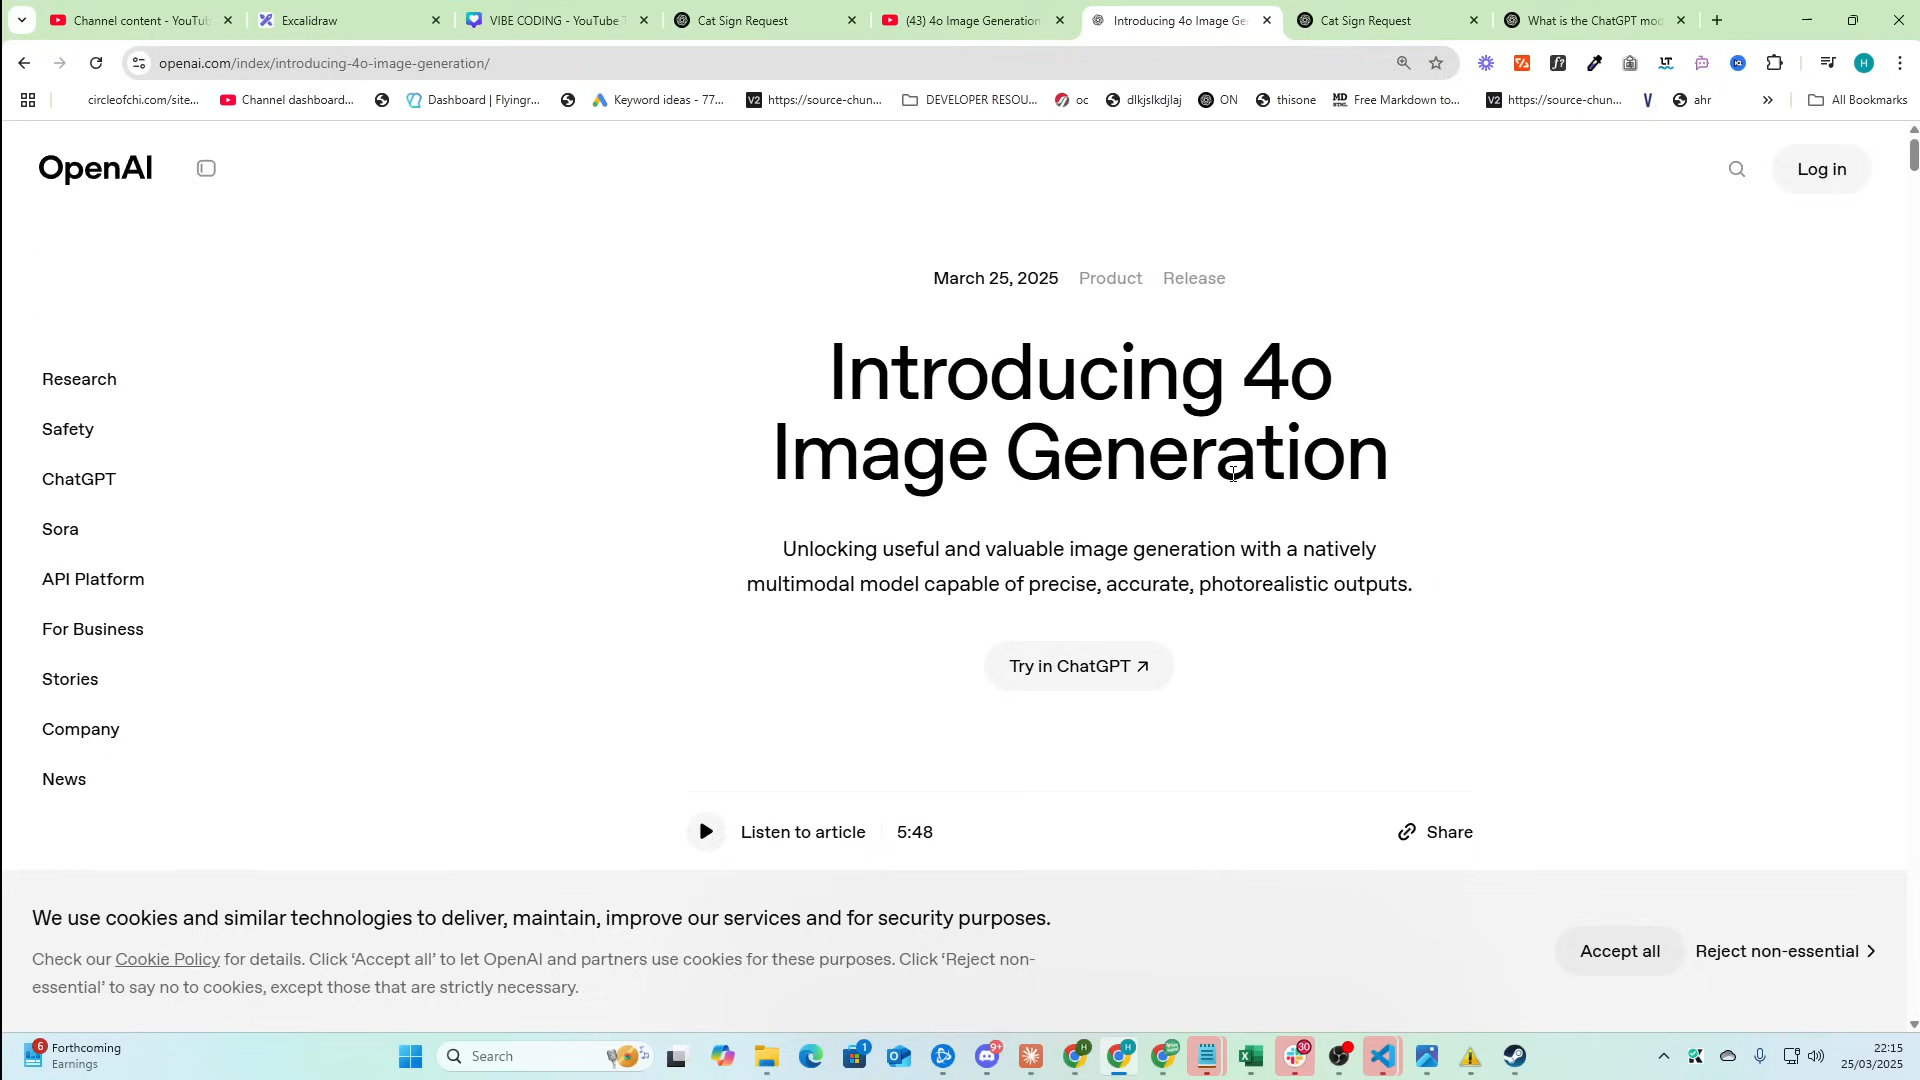 Channel content - YouTub
Excalidraw
VIBE CODING - YouTube T
Cat Sign Request
(43) 4o Image Generation
Introducing 4o Image Ge
Cat Sign Request
What is the ChatGPT mod
openai.com/index/introducing-4o-image-generation/
H
circleofchi.com/site...
Channel dashboard...
Dashboard | Flyingr...
Keyword ideas - 77...
V2 https://source-chun...
DEVELOPER RESOU...
oc
dlkjslkdjlaj
ON
thisone
MD Free Markdown to...
V2 https://source-chun...
ahr
All Bookmarks
OpenAI
Log in
March 25, 2025 Product Release
Introducing 4o
Image Generation
Unlocking useful and valuable image generation with a natively
multimodal model capable of precise, accurate, photorealistic outputs.
Try in ChatGPT
Research
Safety
ChatGPT
Sora
API Platform
For Business
Stories
Company
News
Listen to article 5:48
Share
We use cookies and similar technologies to deliver, maintain, improve our services and for security purposes.
Check our Cookie Policy for details. Click ‘Accept all’ to let OpenAI and partners use cookies for these purposes. Click ‘Reject non-
essential’ to say no to cookies, except those that are strictly necessary.
Accept all
Reject non-essential
6
Forthcoming
Earnings
Search
1
9+
30
22:15
25/03/2025